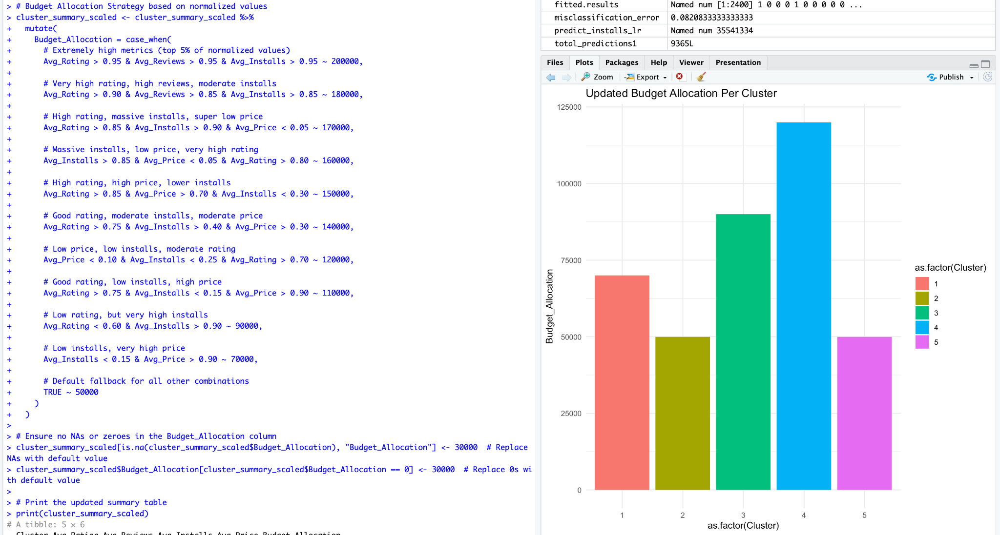 > # Budget Allocation Strategy based on normalized values
> cluster_summary_scaled <- cluster_summary_scaled %>%
+   mutate(
+     Budget_Allocation = case_when(
+       # Extremely high metrics (top 5% of normalized values)
+       Avg_Rating > 0.95 & Avg_Reviews > 0.95 & Avg_Installs > 0.95 ~ 200000,
+
+       # Very high rating, high reviews, moderate installs
+       Avg_Rating > 0.90 & Avg_Reviews > 0.85 & Avg_Installs > 0.85 ~ 180000,
+
+       # High rating, massive installs, super low price
+       Avg_Rating > 0.85 & Avg_Installs > 0.90 & Avg_Price < 0.05 ~ 170000,
+
+       # Massive installs, low price, very high rating
+       Avg_Installs > 0.85 & Avg_Price < 0.05 & Avg_Rating > 0.80 ~ 160000,
+
+       # High rating, high price, lower installs
+       Avg_Rating > 0.85 & Avg_Price > 0.70 & Avg_Installs < 0.30 ~ 150000,
+
+       # Good rating, moderate installs, moderate price
+       Avg_Rating > 0.75 & Avg_Installs > 0.40 & Avg_Price > 0.30 ~ 140000,
+
+       # Low price, low installs, moderate rating
+       Avg_Price < 0.10 & Avg_Installs < 0.25 & Avg_Rating > 0.70 ~ 120000,
+
+       # Good rating, low installs, high price
+       Avg_Rating > 0.75 & Avg_Installs < 0.15 & Avg_Price > 0.90 ~ 110000,
+
+       # Low rating, but very high installs
+       Avg_Rating < 0.60 & Avg_Installs > 0.90 ~ 90000,
+
+       # Low installs, very high price
+       Avg_Installs < 0.15 & Avg_Price > 0.90 ~ 70000,
+
+       # Default fallback for all other combinations
+       TRUE ~ 50000
+     )
+   )
>
> # Ensure no NAs or zeroes in the Budget_Allocation column
> cluster_summary_scaled[is.na(cluster_summary_scaled$Budget_Allocation), "Budget_Allocation"] <- 30000  # Replace
NAs with default value
> cluster_summary_scaled$Budget_Allocation[cluster_summary_scaled$Budget_Allocation == 0] <- 30000  # Replace 0s wi
th default value
>
> # Print the updated summary table
> print(cluster_summary_scaled)
# A tibble: 5 × 6
Cluster Avg_Rating Avg_Reviews Avg_Installs Avg_Price Budget_Allocation
fitted.results Named num [1:2400] 1 0 0 0 1 0 0 0 0 0 ...
misclassification_error 0.0820833333333333
predict_installs_lr Named num 35541334
total_predictions1 9365L
Files Plots Packages Help Viewer Presentation
Zoom Export Publish
Updated Budget Allocation Per Cluster
125000
100000
75000
50000
25000
0
Budget_Allocation
1 2 3 4 5
as.factor(Cluster)
as.factor(Cluster)
1
2
3
4
5